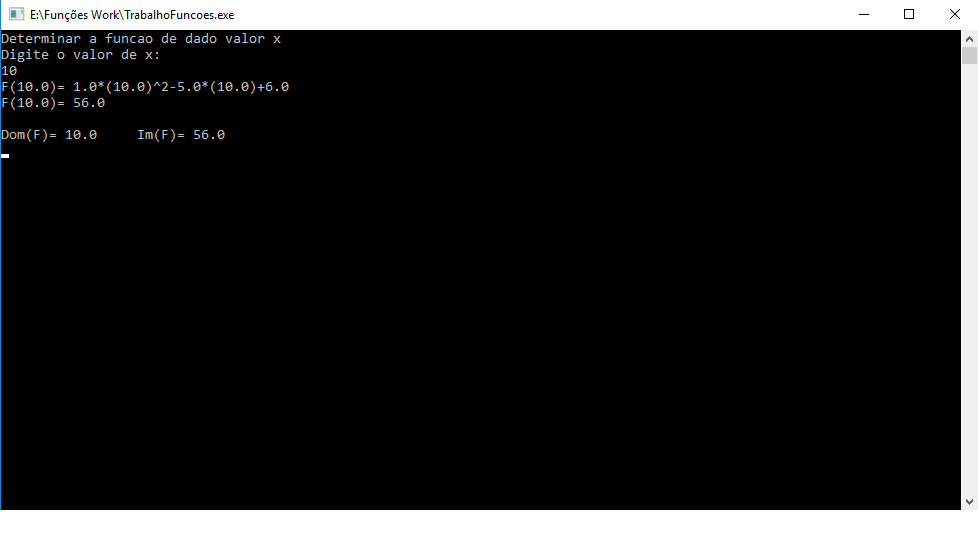 E:\Funções Work\TrabalhoFuncoes.exe
Determinar a funcao de dado valor x
Digite o valor de x:
10
F(10.0)= 1.0*(10.0)^2-5.0*(10.0)+6.0
F(10.0)= 56.0
Dom(F)= 10.0     Im(F)= 56.0